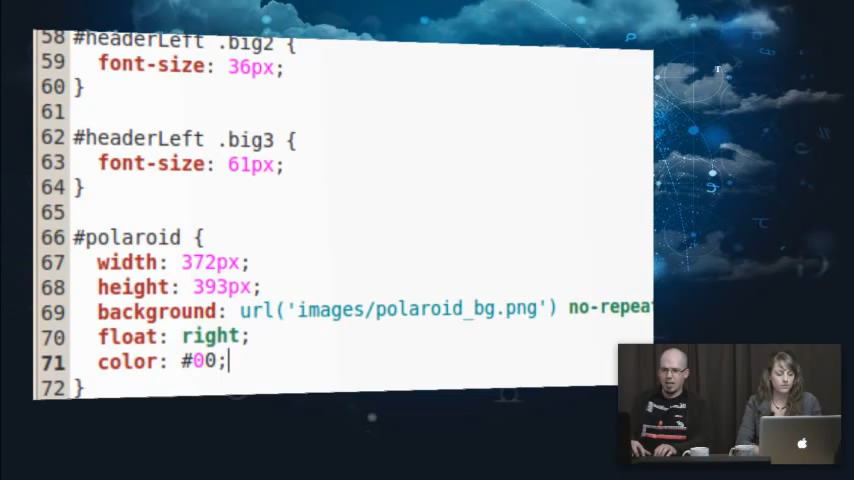 58 #headerLeft .big2 {
59 font-size: 36px;
60 }
61
62 #headerLeft .big3 {
63 font-size: 61px;
64 }
65
66 #polaroid {
67 width: 372px;
68 height: 393px;
69 background: url('images/polaroid_bg.png') no-repeat
70 float: right;
71 color: #00;
72 }